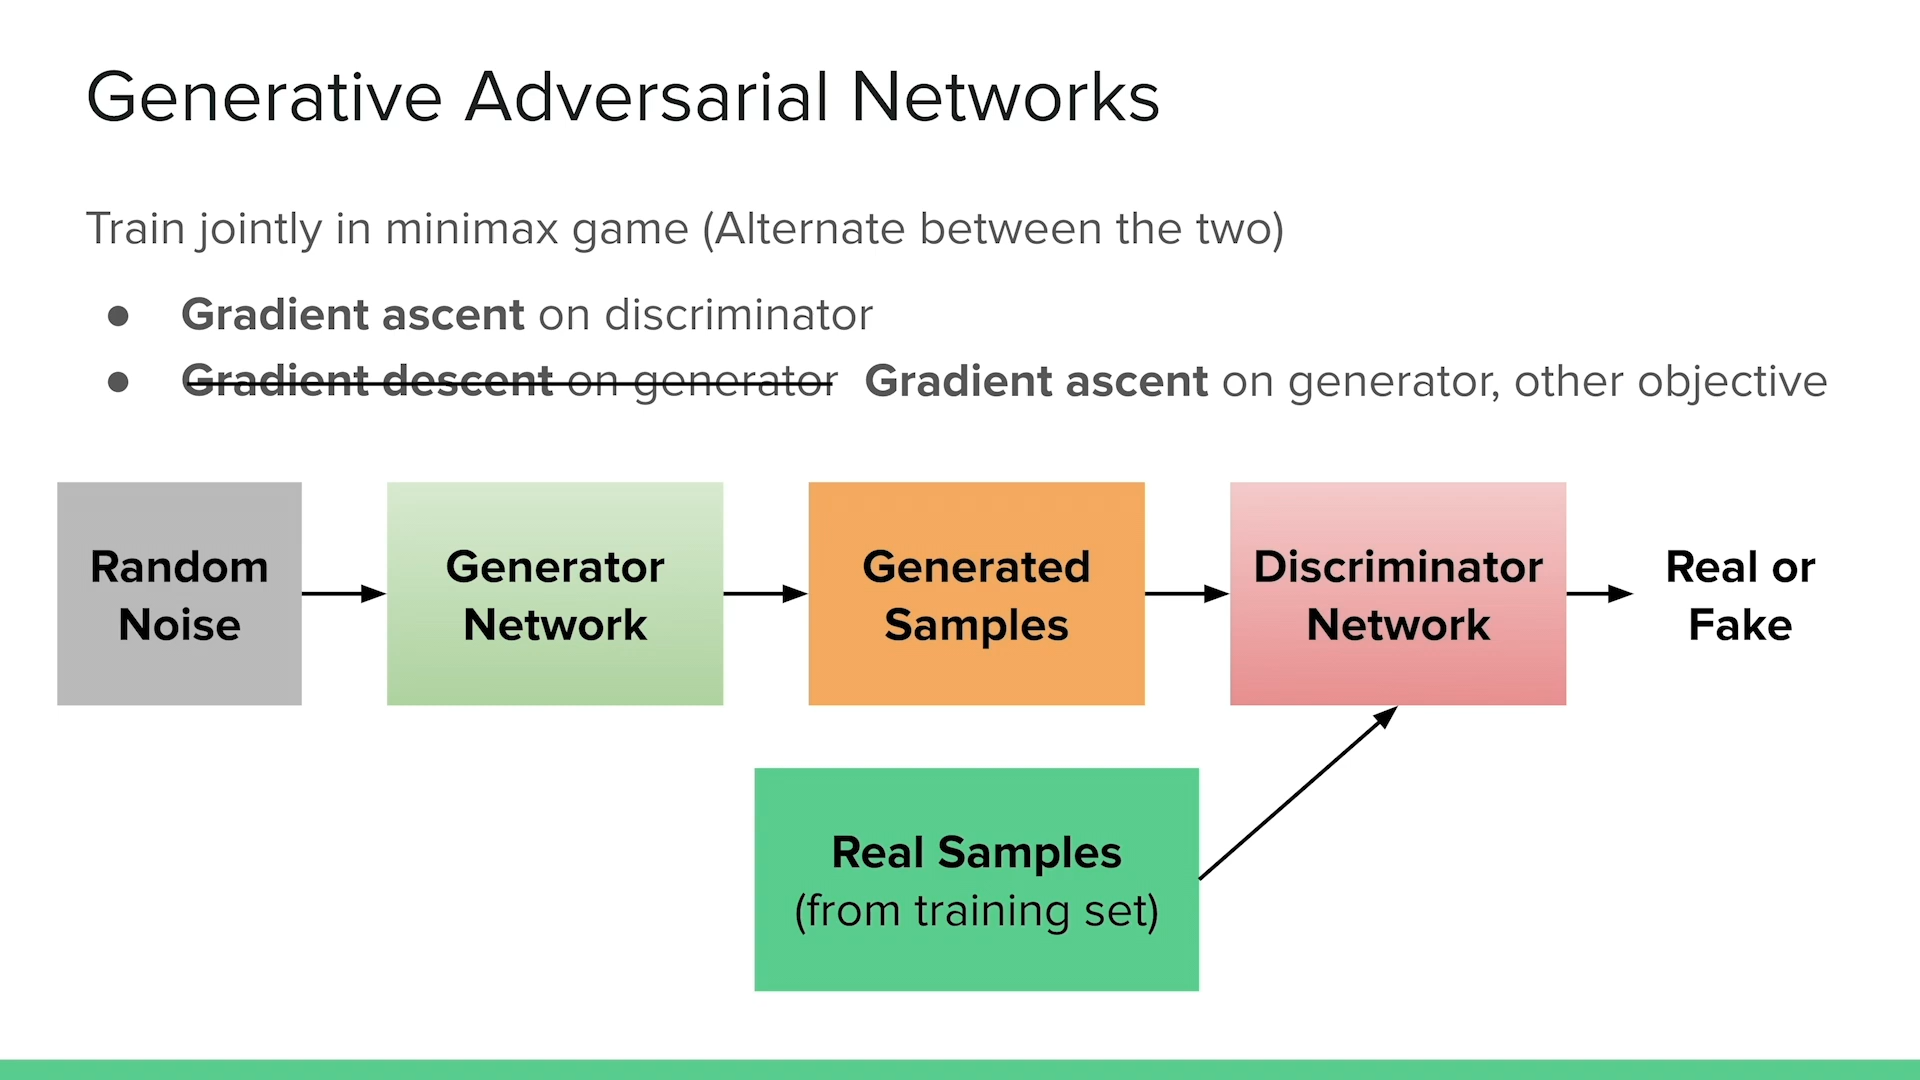 Generative Adversarial Networks
Train jointly in minimax game (Alternate between the two)
● Gradient ascent on discriminator
● Gradient descent on generator Gradient ascent on generator, other objective
Random
Noise
Generator
Network
Generated
Samples
Discriminator
Network
Real or
Fake
Real Samples
(from training set)